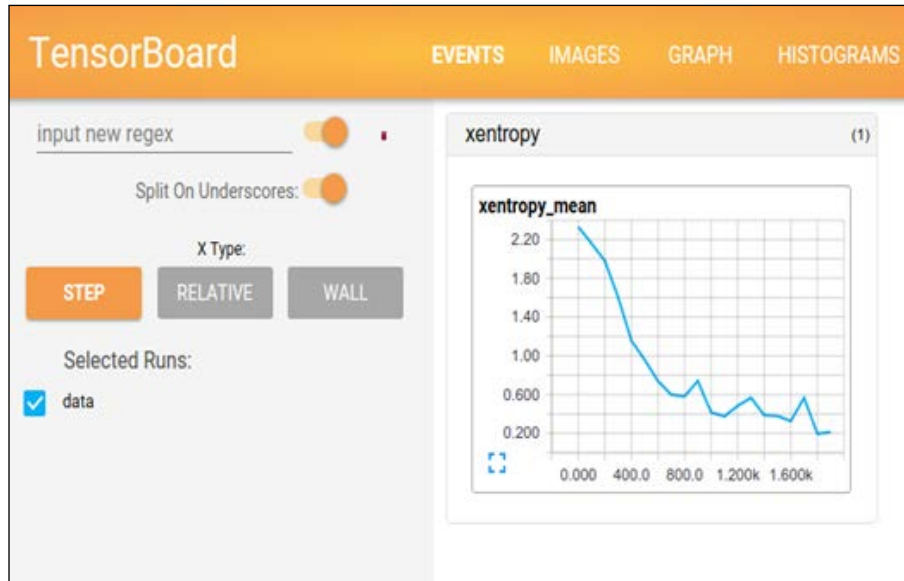 TensorBoard
EVENTS IMAGES GRAPH HISTOGRAMS
input new regex
Split On Underscores:
X Type:
STEP RELATIVE WALL
Selected Runs:
data
xentropy (1)
xentropy_mean
2.20
1.80
1.40
1.00
0.600
0.200
0.000 400.0 800.0 1.200k 1.600k